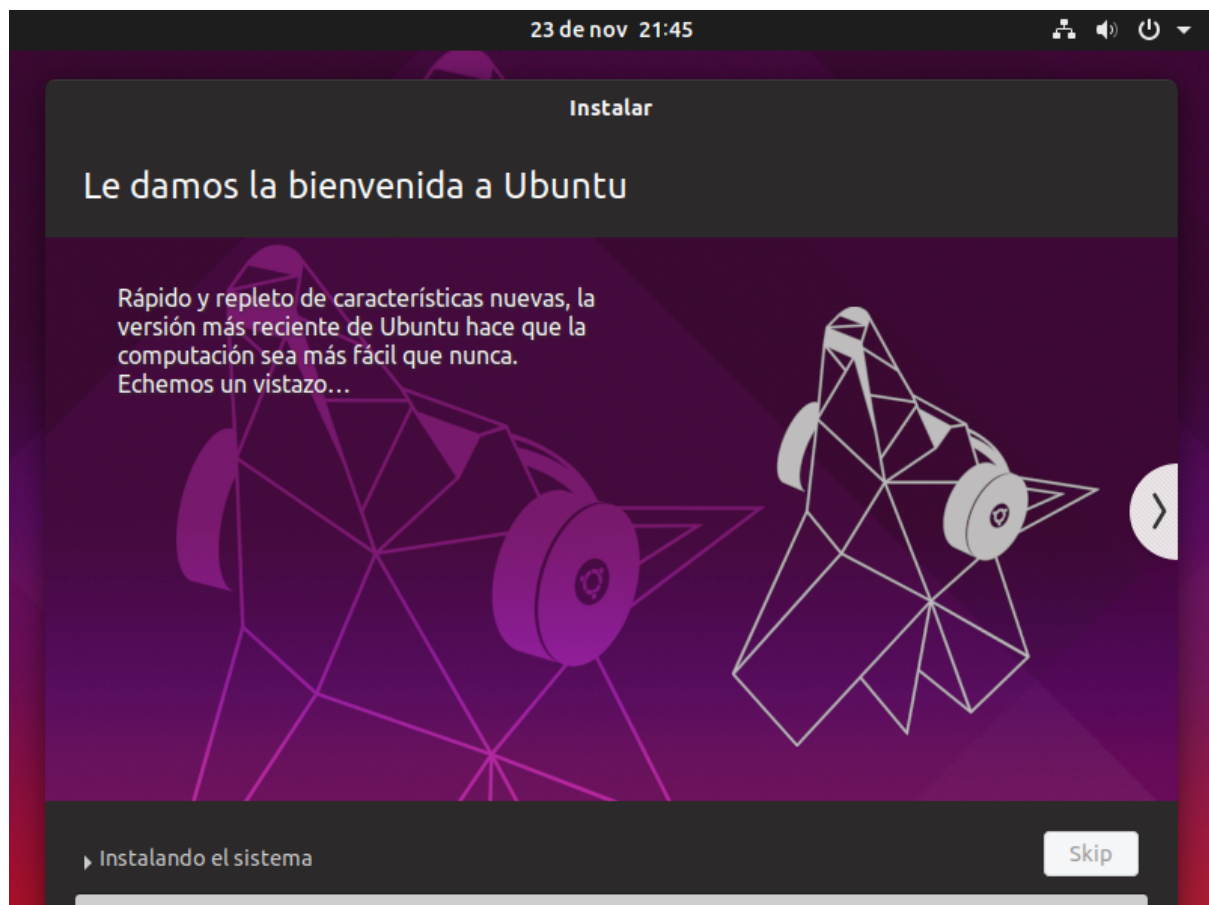 23 de nov 21:45
Instalar
Le damos la bienvenida a Ubuntu
Rápido y repleto de características nuevas, la
versión más reciente de Ubuntu hace que la
computación sea más fácil que nunca.
Echemos un vistazo…
Instalando el sistema
Skip